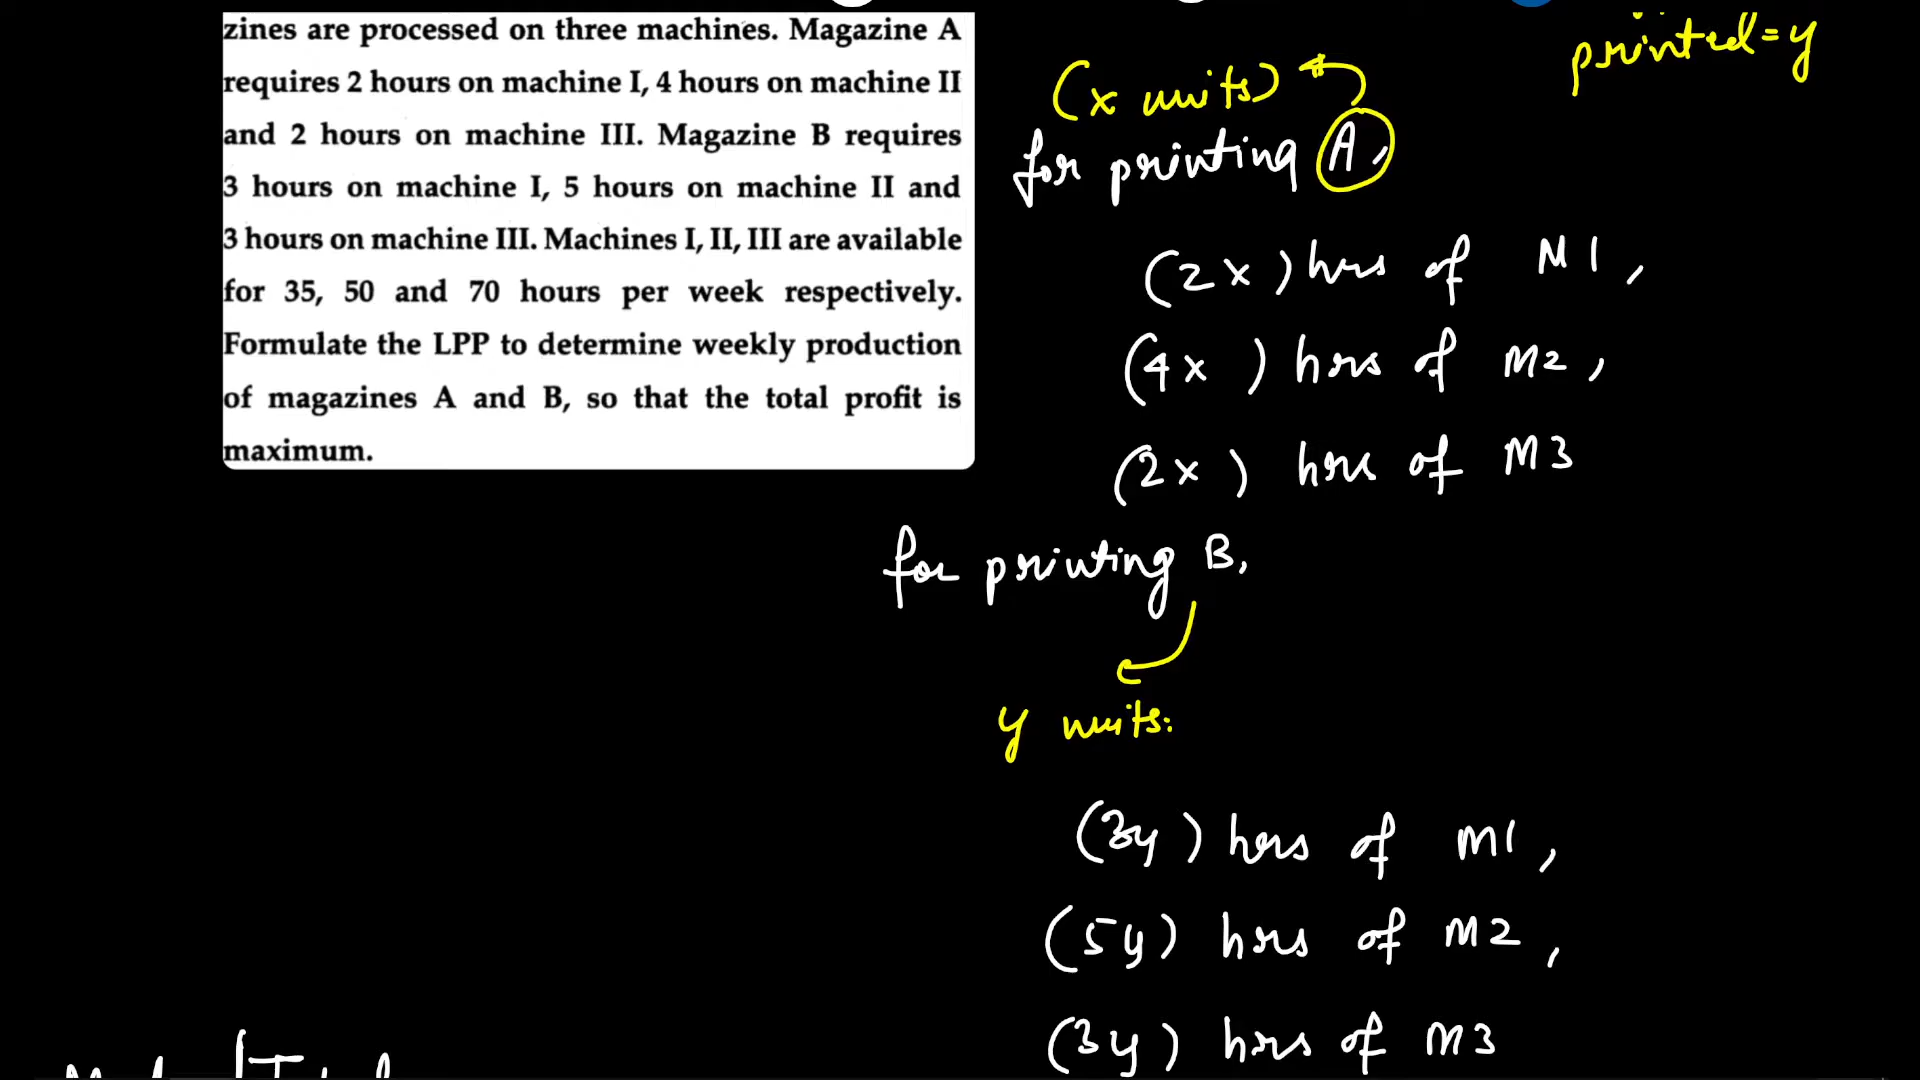 zines are processed on three machines. Magazine A
requires 2 hours on machine I, 4 hours on machine II
and 2 hours on machine III. Magazine B requires
3 hours on machine I, 5 hours on machine II and
3 hours on machine III. Machines I, II, III are available
for 35, 50 and 70 hours per week respectively.
Formulate the LPP to determine weekly production
of magazines A and B, so that the total profit is
maximum.
printed = y
(x units)
for printing A,
(2x) hrs of M1,
(4x) hrs of M2,
(2x) hrs of M3
for printing B,
y units:
(3y) hrs of M1,
(5y) hrs of M2,
(3y) hrs of M3